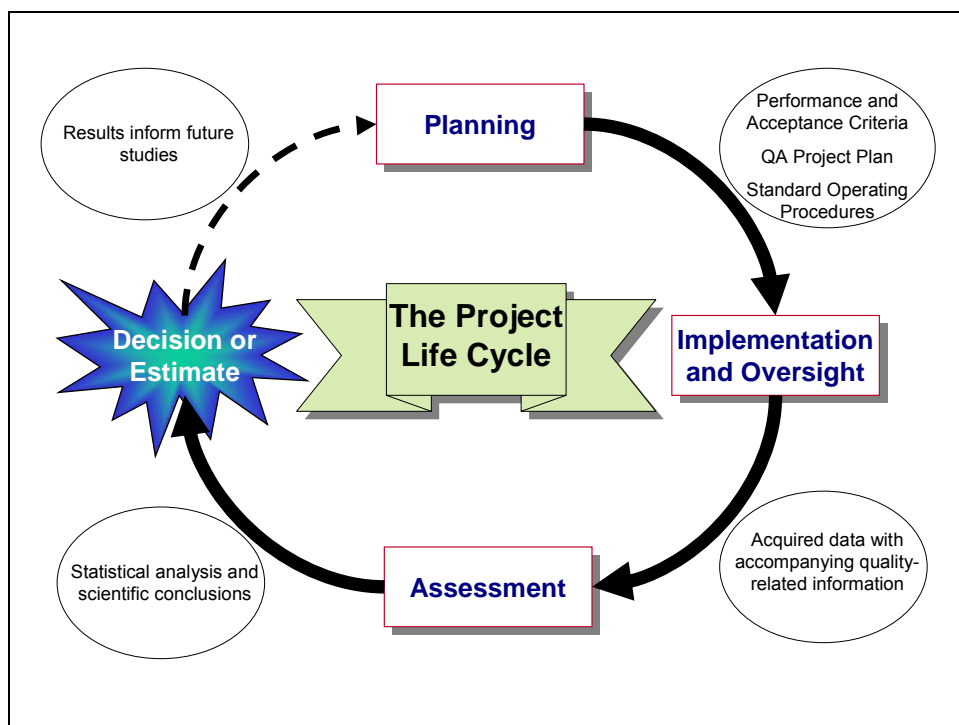 Results inform future
studies
Planning
Performance and
Acceptance Criteria
QA Project Plan
Standard Operating
Procedures
Decision or
Estimate
The Project
Life Cycle
Implementation
and Oversight
Statistical analysis and
scientific conclusions
Assessment
Acquired data with
accompanying quality-
related information